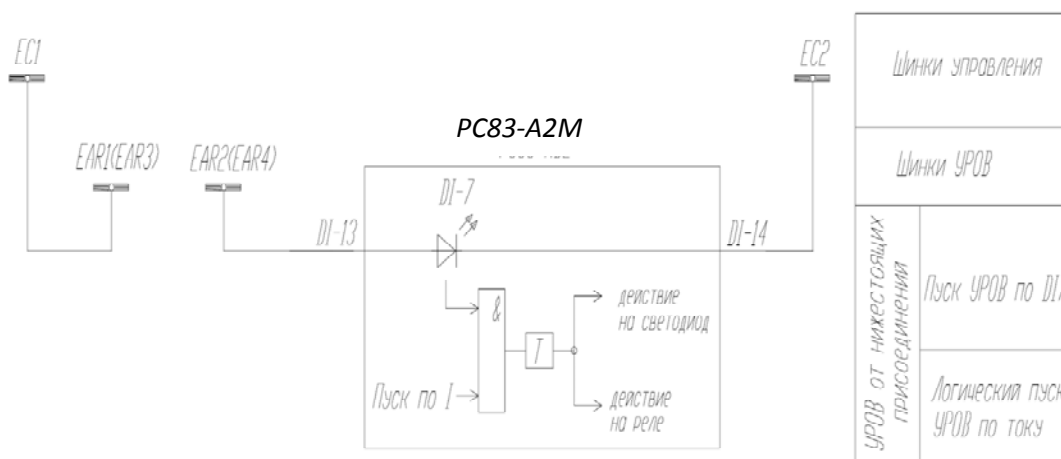 EC1
EC2
Шинки управления
PC83-A2M
EAR1(EAR3)
EAR2(EAR4)
Шинки УРОВ
DI-7
DI-13
DI-14
УРОВ от нижестоящих
присоединений
Пуск УРОВ по DI
&
действие
на светодиод
T
Пуск по I
действие
на реле
Логический пуск
УРОВ по току